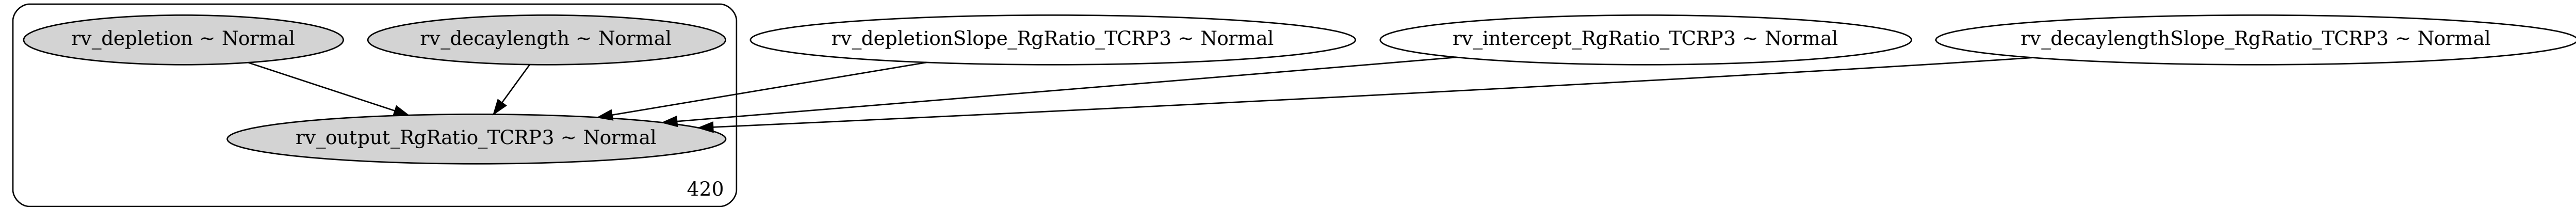 rv_depletion ~ Normal
rv_decaylength ~ Normal
rv_depletionSlope_RgRatio_TCRP3 ~ Normal
rv_intercept_RgRatio_TCRP3 ~ Normal
rv_decaylengthSlope_RgRatio_TCRP3 ~ Normal
rv_output_RgRatio_TCRP3 ~ Normal
420